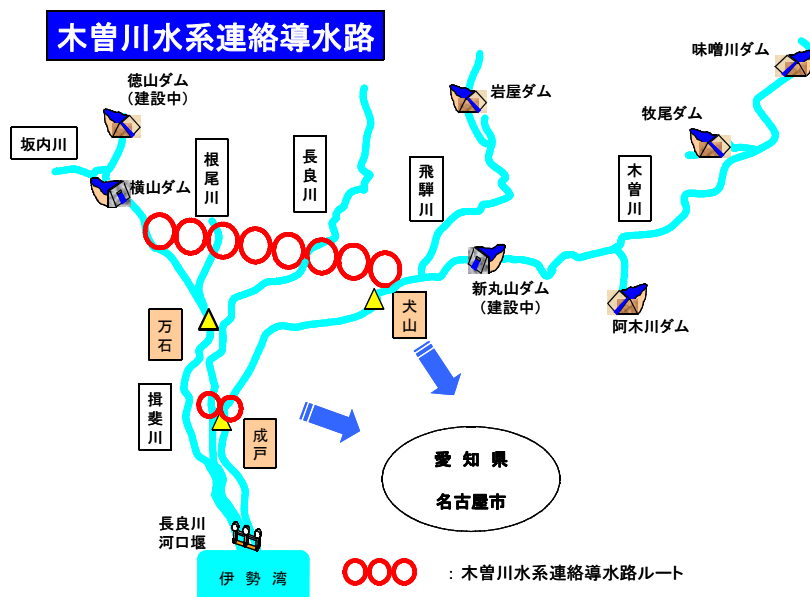 木曽川水系連絡導水路
味噌川ダム
徳山ダム
(建設中)
岩屋ダム
牧尾ダム
坂内川
根尾川
長良川
飛騨川
木曽川
横山ダム
新丸山ダム
(建設中)
阿木川ダム
犬山
万石
揖斐川
成戸
愛知県
名古屋市
長良川
河口堰
伊勢湾
：木曽川水系連絡導水路ルート